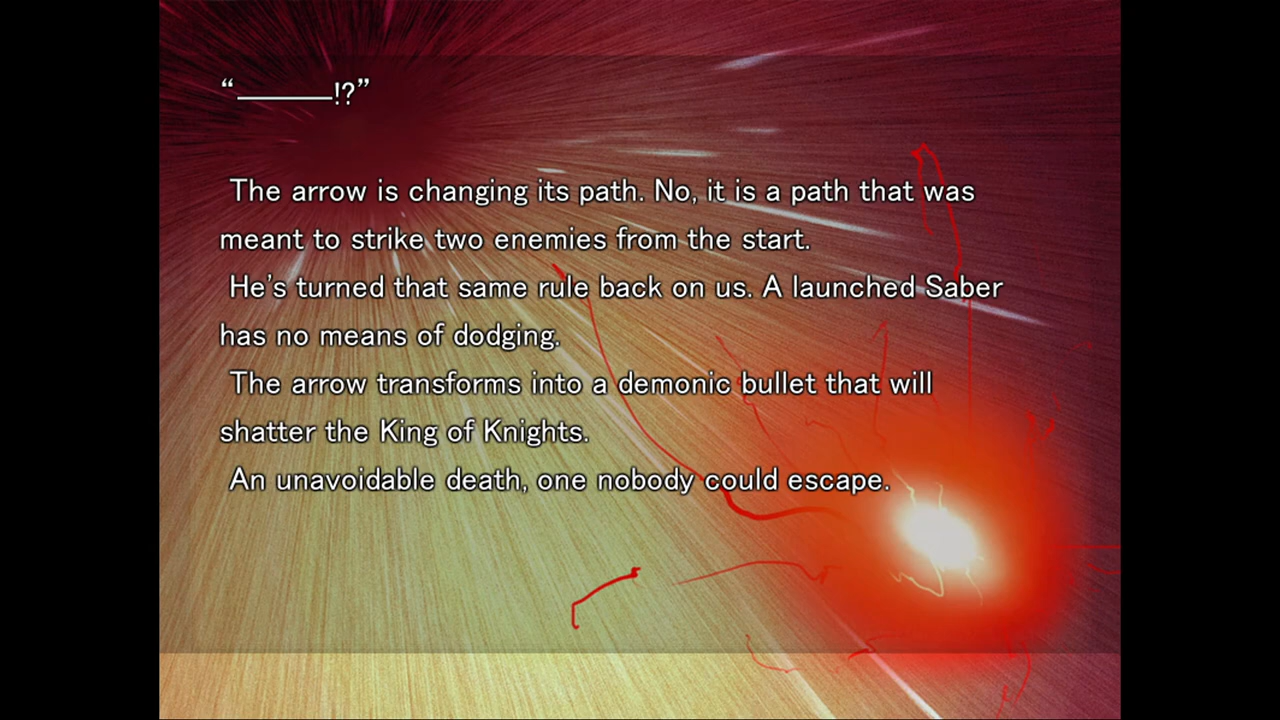 “————!?”
The arrow is changing its path. No, it is a path that was
meant to strike two enemies from the start.
He’s turned that same rule back on us. A launched Saber
has no means of dodging.
The arrow transforms into a demonic bullet that will
shatter the King of Knights.
An unavoidable death, one nobody could escape.